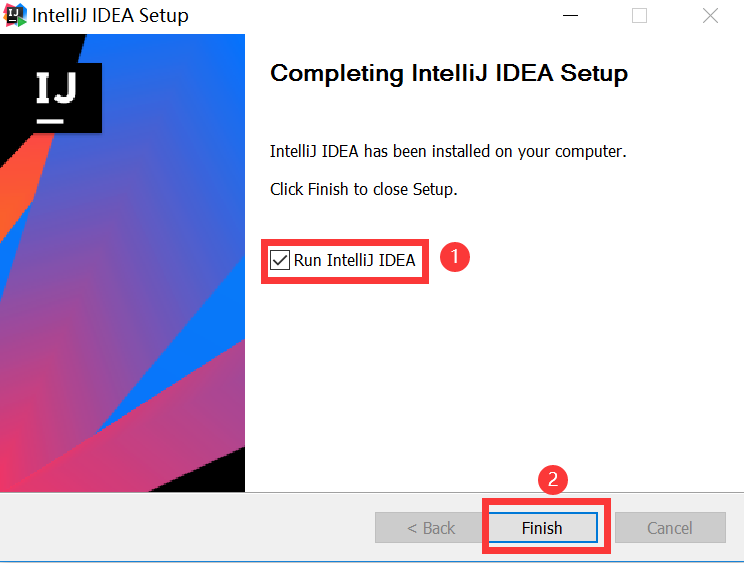 IntelliJ IDEA Setup
IJ
Completing IntelliJ IDEA Setup
IntelliJ IDEA has been installed on your computer.
Click Finish to close Setup.
Run IntelliJ IDEA 1
2
< Back Finish Cancel